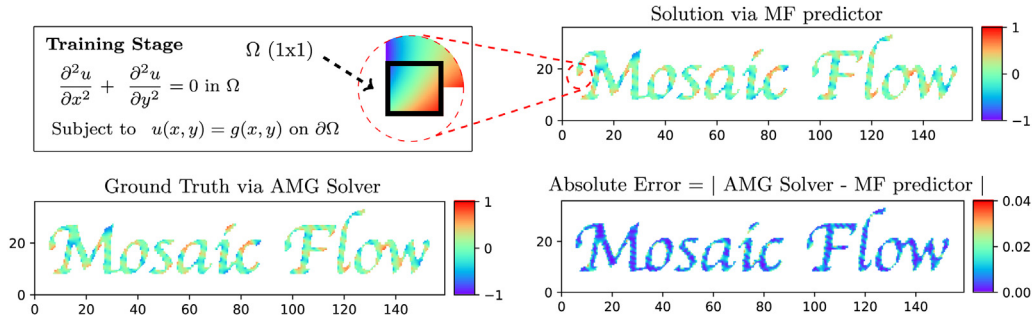 Training Stage
∂²u/∂x² + ∂²u/∂y² = 0 in Ω
Subject to u(x, y) = g(x, y) on ∂Ω
Ω (1x1)
Solution via MF predictor
Mosaic Flow
20
0
0 20 40 60 80 100 120 140
1
0
−1
Ground Truth via AMG Solver
Mosaic Flow
20
0
0 20 40 60 80 100 120 140
1
0
−1
Absolute Error = | AMG Solver - MF predictor |
Mosaic Flow
20
0
0 20 40 60 80 100 120 140
0.04
0.02
0.00